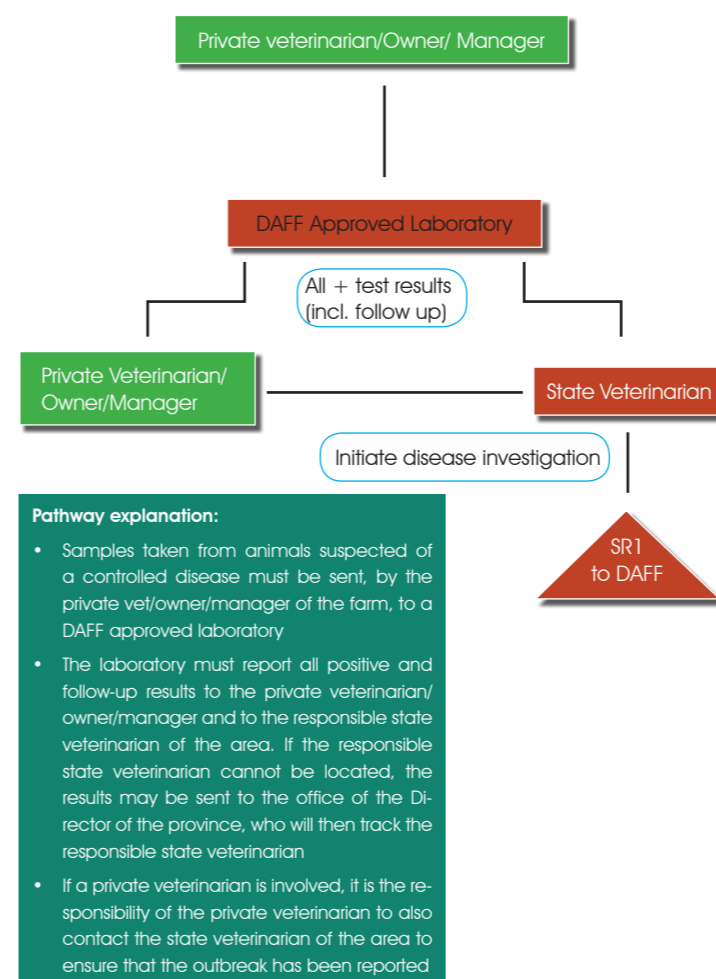 Private veterinarian/Owner/ Manager
DAFF Approved Laboratory
All + test results
(incl. follow up)
Private Veterinarian/
Owner/Manager
State Veterinarian
Initiate disease investigation
SR1
to DAFF
Pathway explanation:
• Samples taken from animals suspected of
a controlled disease must be sent, by the
private vet/owner/manager of the farm, to a
DAFF approved laboratory
• The laboratory must report all positive and
follow-up results to the private veterinarian/
owner/manager and to the responsible state
veterinarian of the area. If the responsible
state veterinarian cannot be located, the
results may be sent to the office of the Di-
rector of the province, who will then track the
responsible state veterinarian
• If a private veterinarian is involved, it is the re-
sponsibility of the private veterinarian to also
contact the state veterinarian of the area to
ensure that the outbreak has been reported